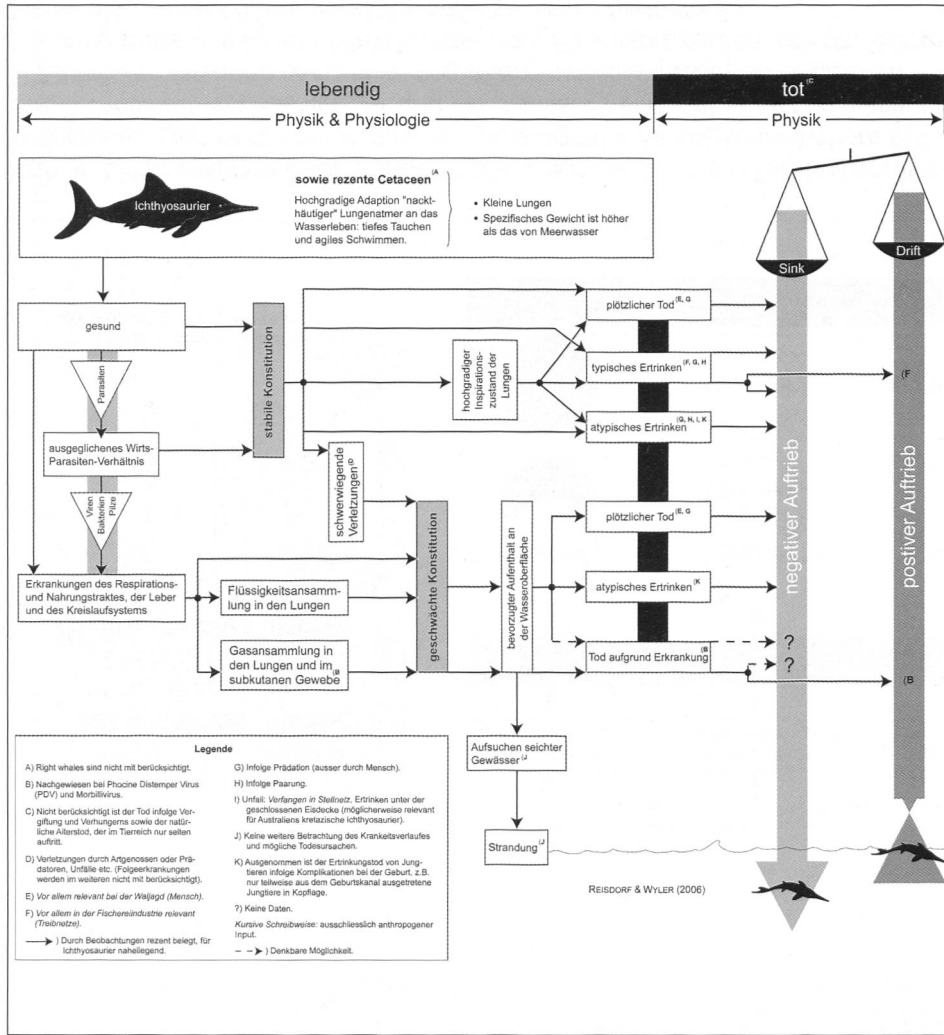 lebendig
tot (C
Physik & Physiologie
Physik
Ichthyosaurier
sowie rezente Cetaceen (A
Hochgradige Adaption "nackt-
häutiger" Lungenatmer an das
Wasserleben: tiefes Tauchen
und agiles Schwimmen.
• Kleine Lungen
• Spezifisches Gewicht ist höher
als das von Meerwasser
Sink
Drift
gesund
Parasiten
ausgeglichenes Wirts-
Parasiten-Verhältnis
Viren
Bakterien
Pilze
Erkrankungen des Respirations-
und Nahrungstraktes, der Leber
und des Kreislaufsystems
stabile Konstitution
hochgradiger
Inspirations-
zustand der
Lungen
schwerwiegende
Verletzungen (D
Flüssigkeitsansamm-
lung in den Lungen
Gasansammlung in
den Lungen und im
subkutanen Gewebe (B
geschwächte Konstitution
bevorzugter Aufenthalt an
der Wasseroberfläche
plötzlicher Tod (E, G
typisches Ertrinken (F, G, H
atypisches Ertrinken (G, H, I, K
plötzlicher Tod (E, G
atypisches Ertrinken (K
Tod aufgrund Erkrankung (B
(F
?
?
(B
negativer Auftrieb
postiver Auftrieb
Aufsuchen seichter
Gewässer (J
Strandung (J
REISDORF & WYLER (2006)
Legende
A) Right whales sind nicht mit berücksichtigt.
B) Nachgewiesen bei Phocine Distemper Virus
(PDV) und Morbillivirus.
C) Nicht berücksichtigt ist der Tod infolge Ver-
giftung und Verhungerns sowie der natür-
liche Alterstod, der im Tierreich nur selten
auftritt.
D) Verletzungen durch Artgenossen oder Prä-
datoren, Unfälle etc. (Folgeerkrankungen
werden im weiteren nicht mit berücksichtigt).
E) Vor allem relevant bei der Waljagd (Mensch).
F) Vor allem in der Fischereiindustrie relevant
(Treibnetze).
) Durch Beobachtungen rezent belegt, für
Ichthyosaurier naheliegend.
G) Infolge Prädation (ausser durch Mensch).
H) Infolge Paarung.
I) Unfall: Verfangen in Stellnetz, Ertrinken unter der
geschlossenen Eisdecke (möglicherweise relevant
für Australiens kretazische Ichthyosaurier).
J) Keine weitere Betrachtung des Krankeitsverlaufes
und mögliche Todesursachen.
K) Ausgenommen ist der Ertrinkungstod von Jung-
tieren infolge Komplikationen bei der Geburt, z.B.
nur teilweise aus dem Geburtskanal ausgetretene
Jungtiere in Kopflage.
?) Keine Daten.
Kursive Schreibweise: ausschliesslich anthropogener
Input.
) Denkbare Möglichkeit.